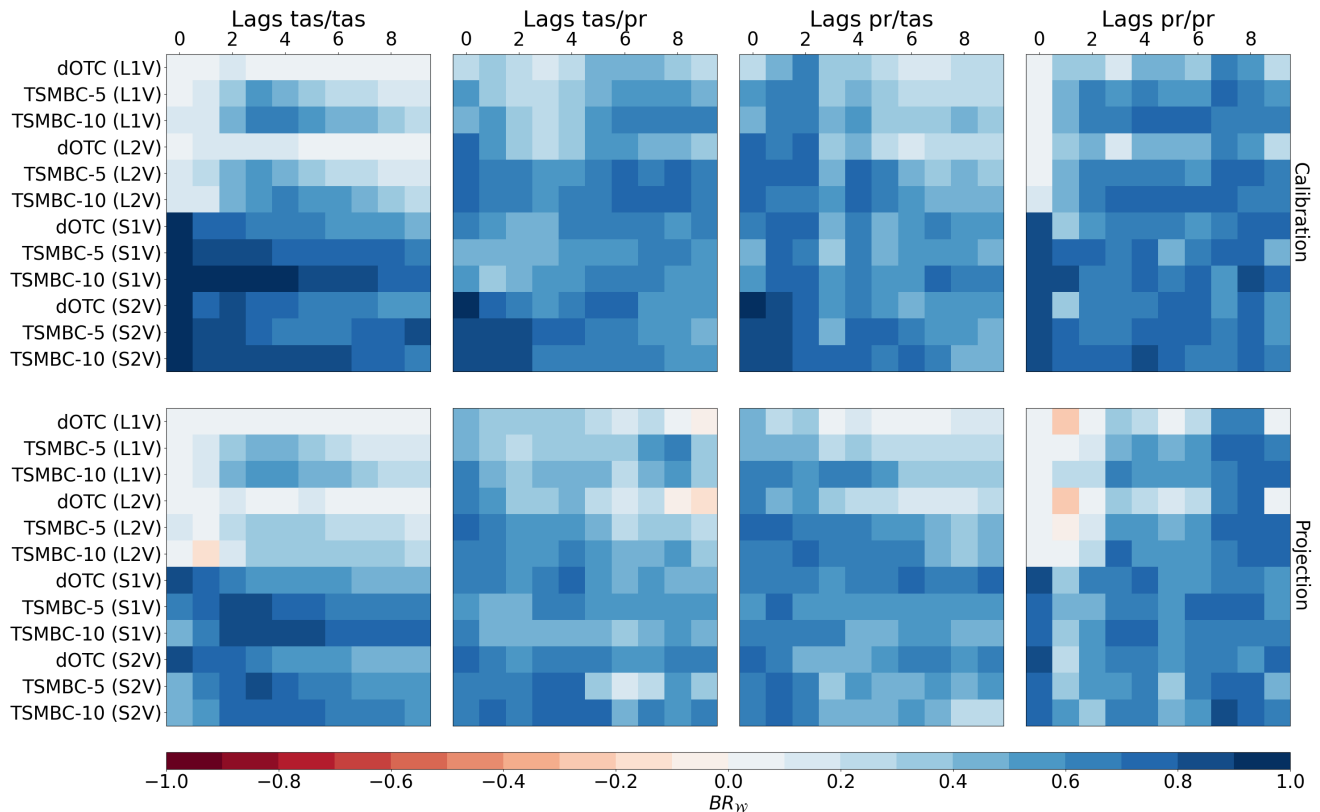 Lags tas/tas Lags tas/pr Lags pr/tas Lags pr/pr
0 2 4 6 8 0 2 4 6 8 0 2 4 6 8 0 2 4 6 8
dOTC (L1V)
TSMBC-5 (L1V)
TSMBC-10 (L1V)
dOTC (L2V)
TSMBC-5 (L2V)
TSMBC-10 (L2V)
dOTC (S1V)
TSMBC-5 (S1V)
TSMBC-10 (S1V)
dOTC (S2V)
TSMBC-5 (S2V)
TSMBC-10 (S2V)
Calibration
dOTC (L1V)
TSMBC-5 (L1V)
TSMBC-10 (L1V)
dOTC (L2V)
TSMBC-5 (L2V)
TSMBC-10 (L2V)
dOTC (S1V)
TSMBC-5 (S1V)
TSMBC-10 (S1V)
dOTC (S2V)
TSMBC-5 (S2V)
TSMBC-10 (S2V)
Projection
−1.0 −0.8 −0.6 −0.4 −0.2 0.0 0.2 0.4 0.6 0.8 1.0
BR𝒲